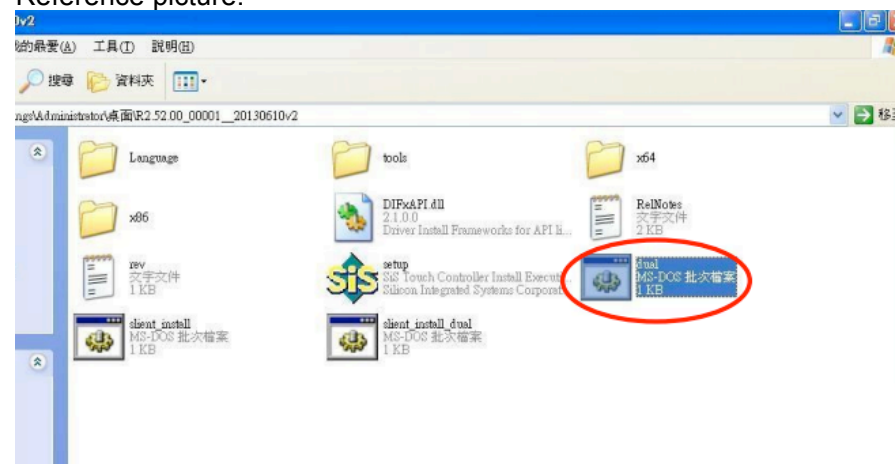 Reference picture:
0v2
我的最愛(A) 工具(T) 說明(H)
搜尋 資料夾
ngs\Administrator\桌面\R2.52.00_00001__20130610v2
移至
Language
tools
x64
x86
DIFxAPI.dll
2.1.0.0
Driver Install Frameworks for API li...
RelNotes
文字文件
2 KB
rev
文字文件
1 KB
SiS
setup
SiS Touch Controller Install Execut...
Silicon Integrated Systems Corporat...
dual
MS-DOS 批次檔案
1 KB
slient_install
MS-DOS 批次檔案
1 KB
slient_install_dual
MS-DOS 批次檔案
1 KB